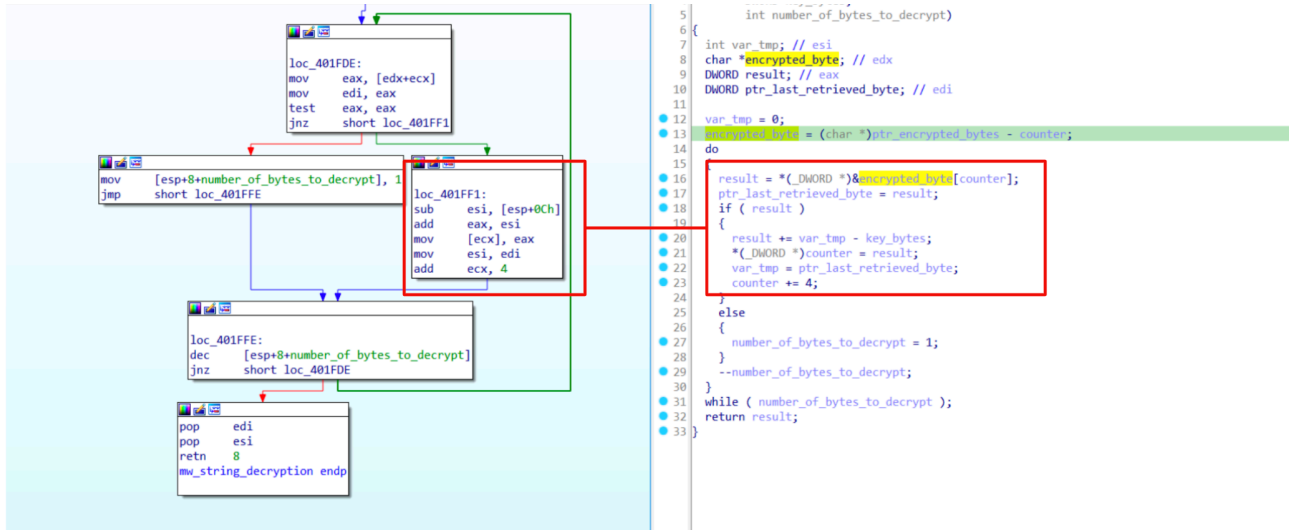 loc_401FDE:
mov eax, [edx+ecx]
mov edi, eax
test eax, eax
jnz short loc_401FF1
mov [esp+8+number_of_bytes_to_decrypt], 1
jmp short loc_401FFE
loc_401FF1:
sub esi, [esp+0Ch]
add eax, esi
mov [ecx], eax
mov esi, edi
add ecx, 4
loc_401FFE:
dec [esp+8+number_of_bytes_to_decrypt]
jnz short loc_401FDE
pop edi
pop esi
retn 8
mw_string_decryption endp
5 int number_of_bytes_to_decrypt)
6 {
7 int var_tmp; // esi
8 char *encrypted_byte; // edx
9 DWORD result; // eax
10 DWORD ptr_last_retrieved_byte; // edi
11
12 var_tmp = 0;
13 encrypted_byte = (char *)ptr_encrypted_bytes - counter;
14 do
15 {
16 result = *(_DWORD *)&encrypted_byte[counter];
17 ptr_last_retrieved_byte = result;
18 if ( result )
19 {
20 result += var_tmp - key_bytes;
21 *(_DWORD *)counter = result;
22 var_tmp = ptr_last_retrieved_byte;
23 counter += 4;
24 }
25 else
26 {
27 number_of_bytes_to_decrypt = 1;
28 }
29 --number_of_bytes_to_decrypt;
30 }
31 while ( number_of_bytes_to_decrypt );
32 return result;
33 }